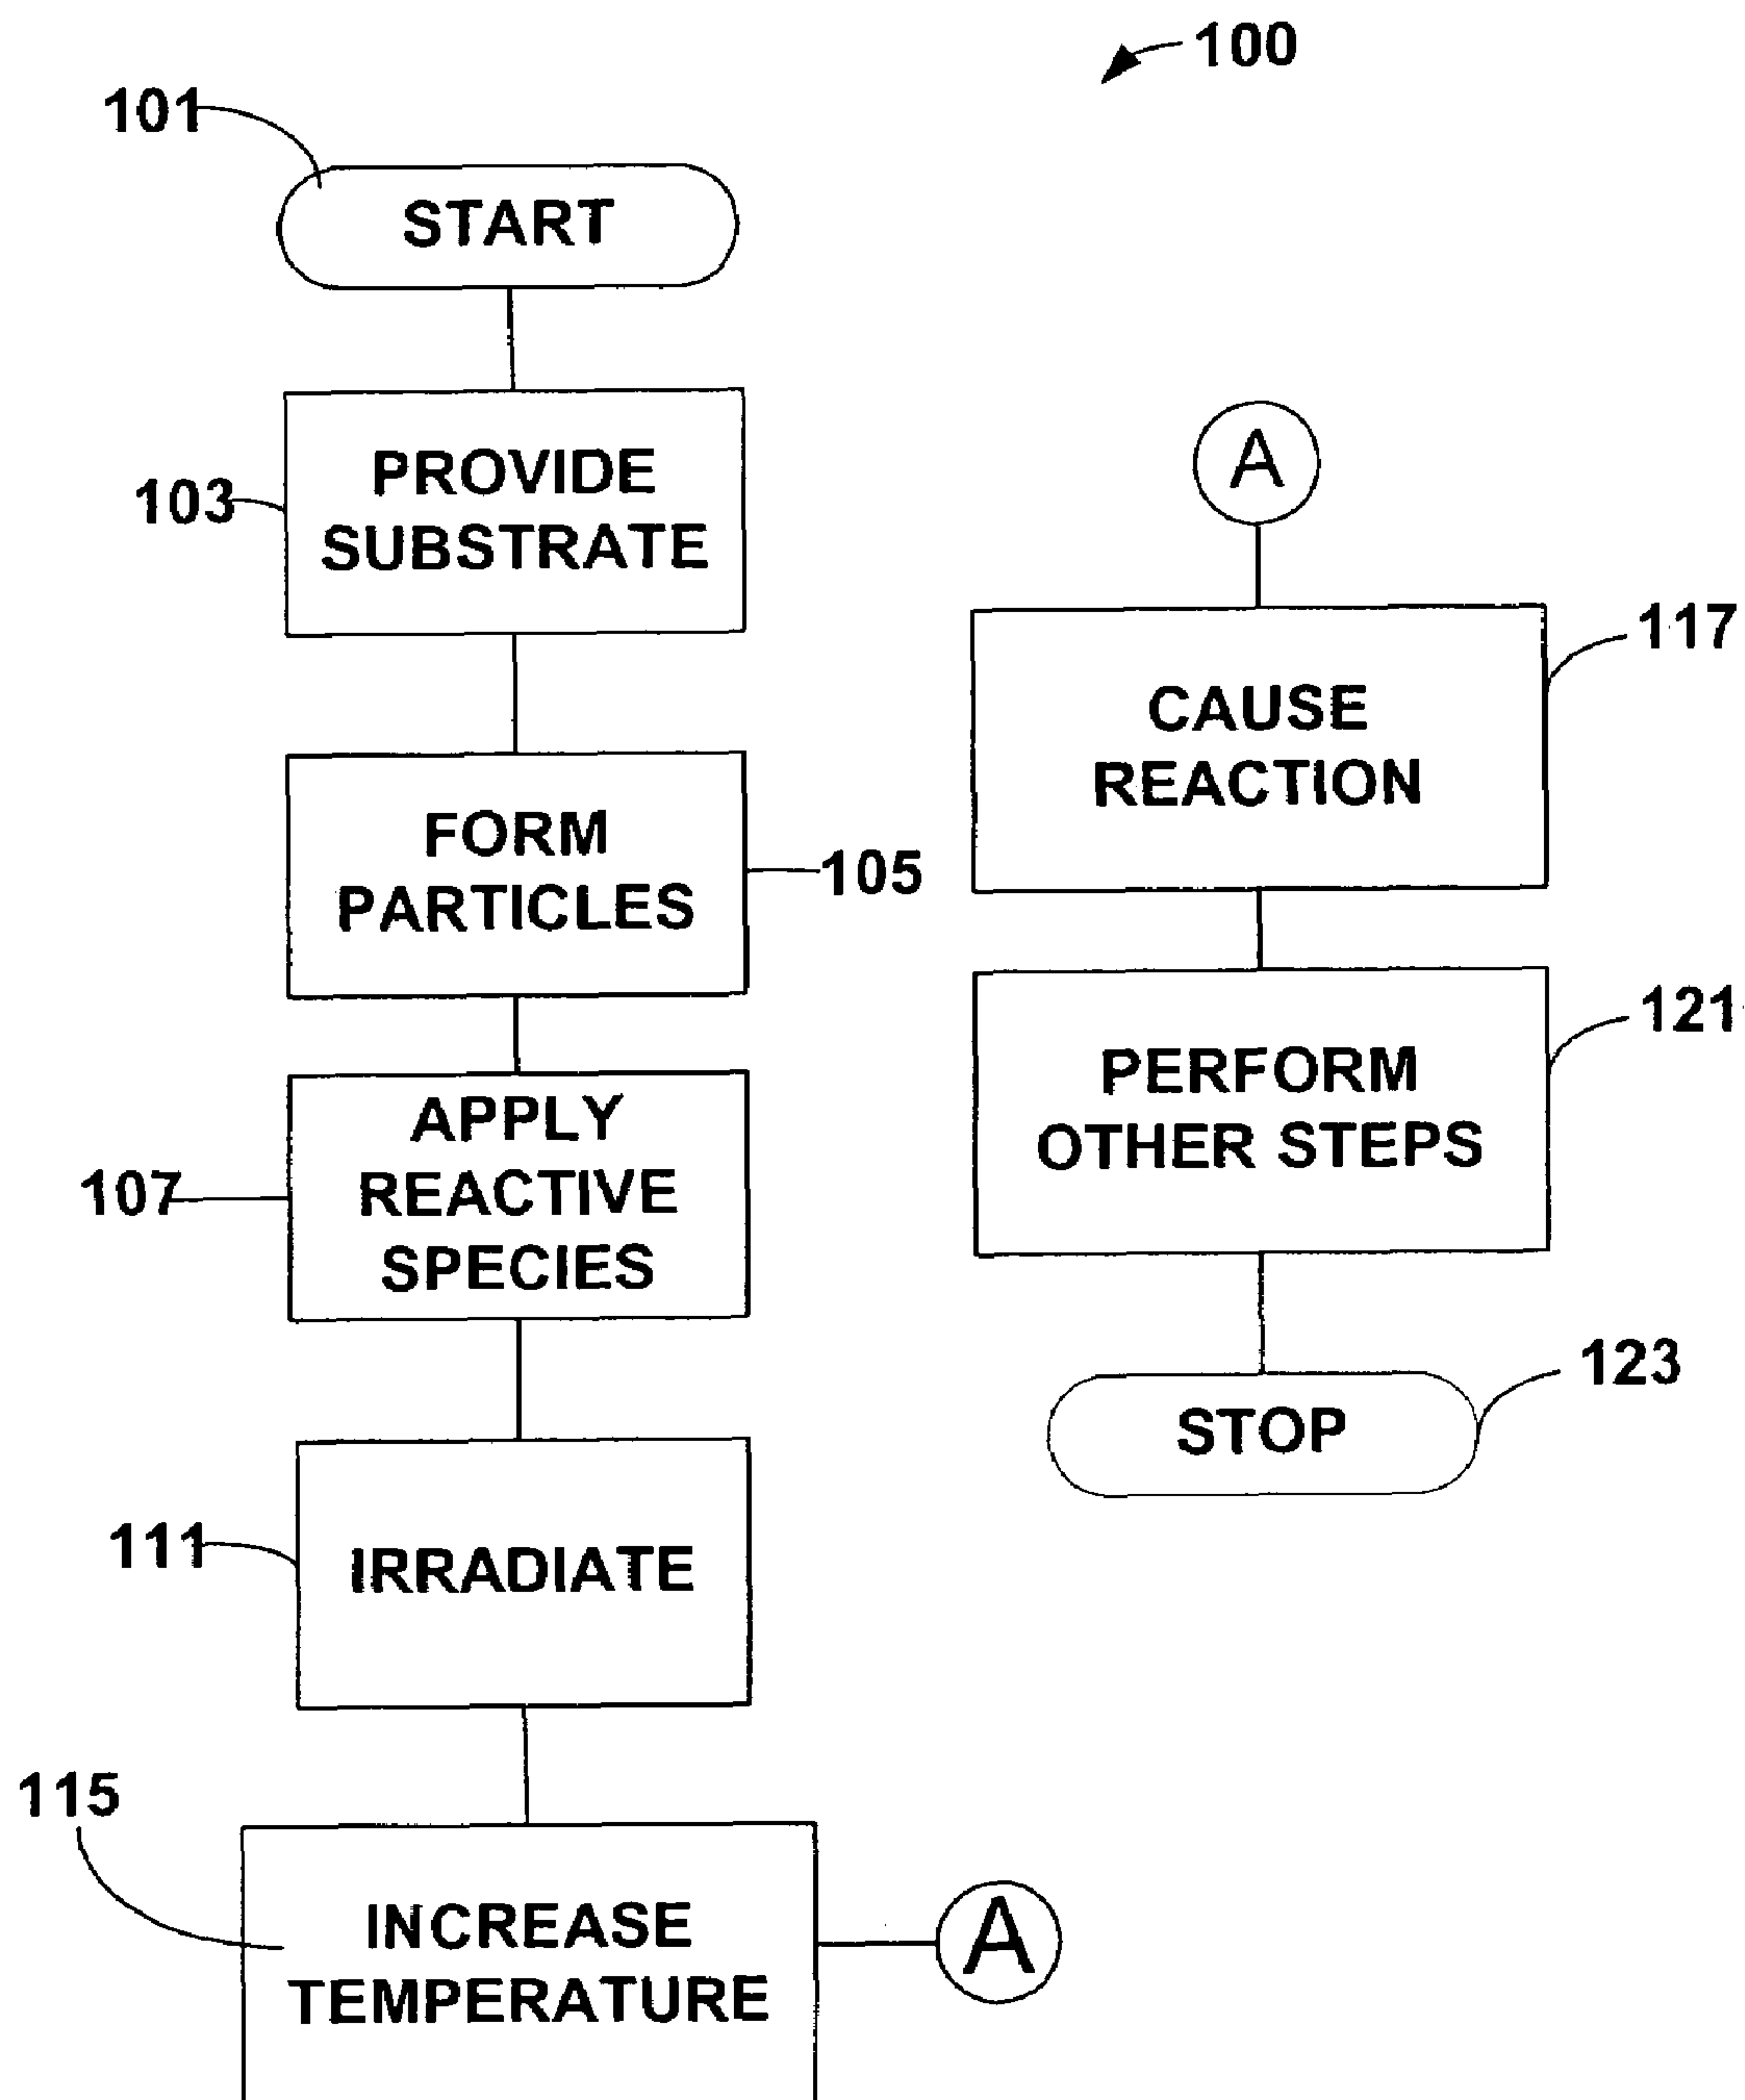 100
101
START
103
PROVIDE
SUBSTRATE
FORM
PARTICLES
105
107
APPLY
REACTIVE
SPECIES
111
IRRADIATE
115
INCREASE
TEMPERATURE
A
A
CAUSE
REACTION
117
PERFORM
OTHER STEPS
121
STOP
123